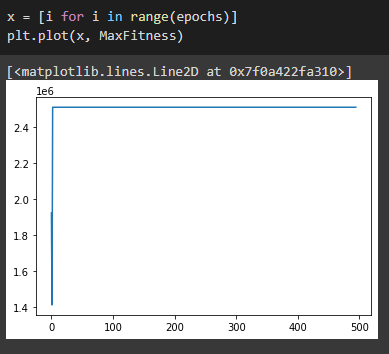 x = [i for i in range(epochs)]
plt.plot(x, MaxFitness)
[<matplotlib.lines.Line2D at 0x7f0a422fa310>]
1e6
2.4
2.2
2.0
1.8
1.6
1.4
0 100 200 300 400 500